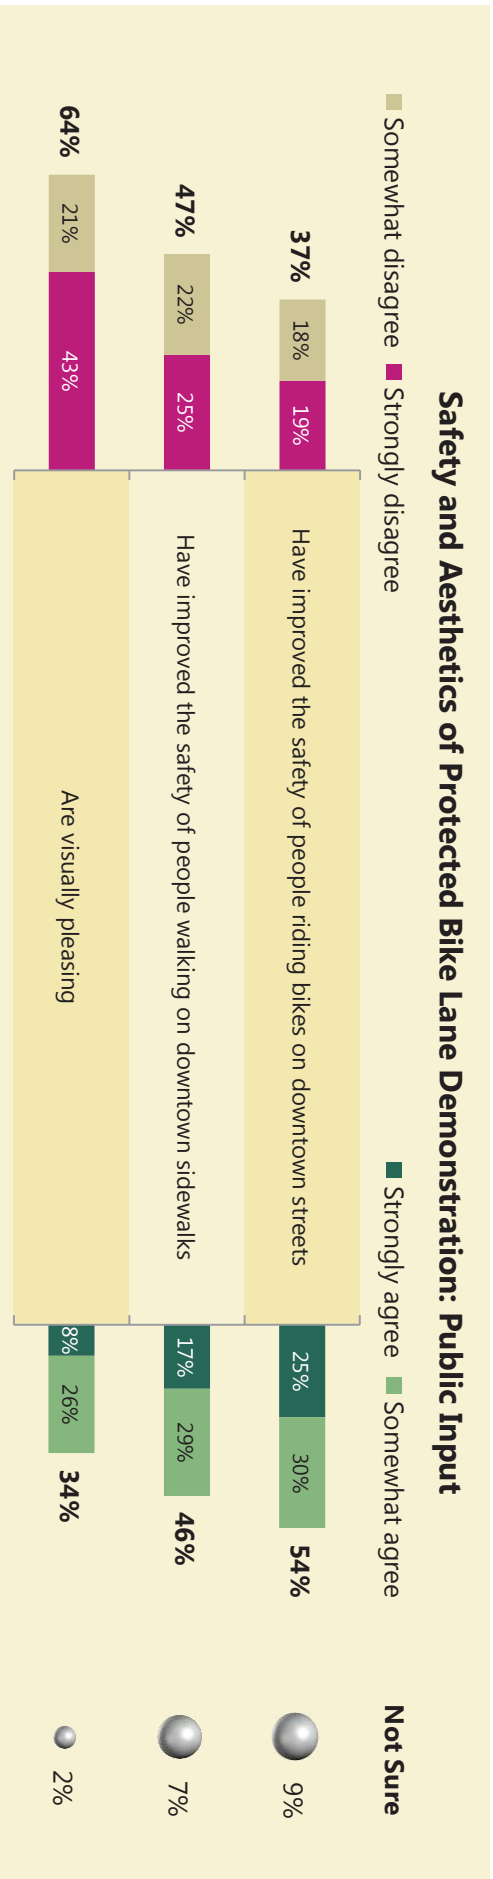 Safety and Aesthetics of Protected Bike Lane Demonstration: Public Input
Somewhat disagree Strongly disagree Strongly agree Somewhat agree Not Sure
37% 18% 19% Have improved the safety of people riding bikes on downtown streets 25% 30% 54% 9%
47% 22% 25% Have improved the safety of people walking on downtown sidewalks 17% 29% 46% 7%
64% 21% 43% Are visually pleasing 8% 26% 34% 2%